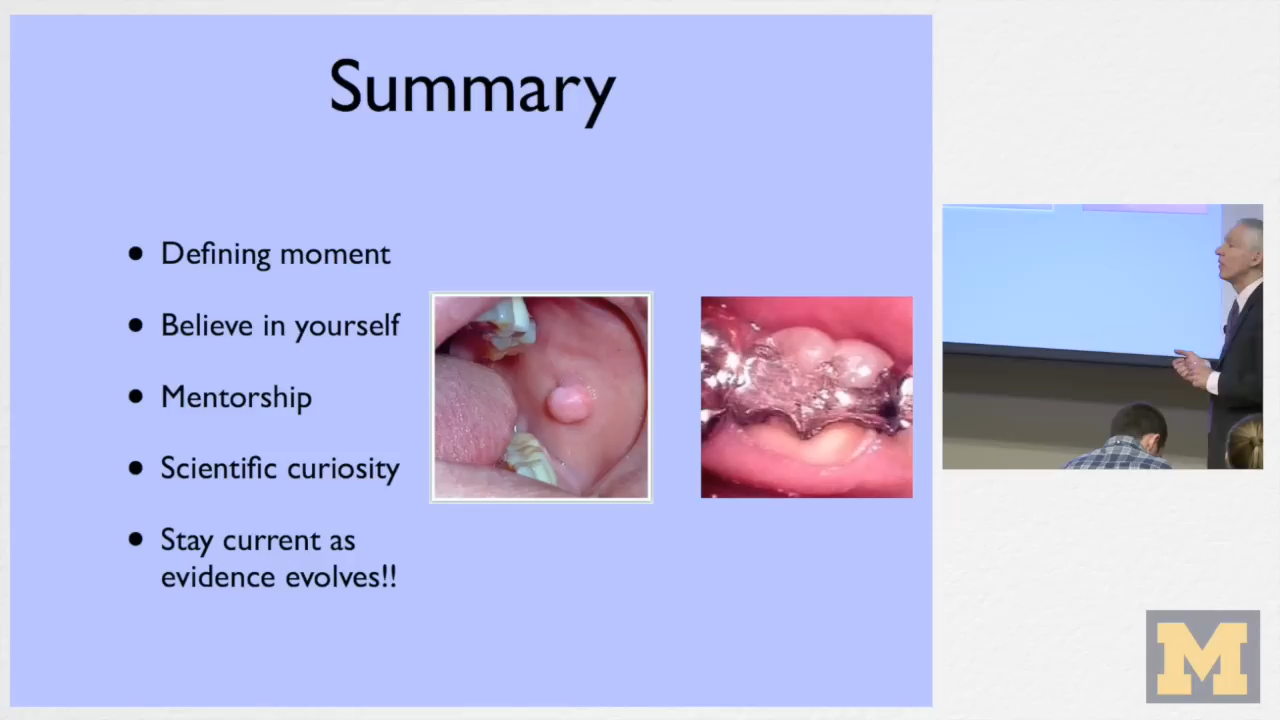 Summary
• Defining moment
• Believe in yourself
• Mentorship
• Scientific curiosity
• Stay current as
evidence evolves!!
M